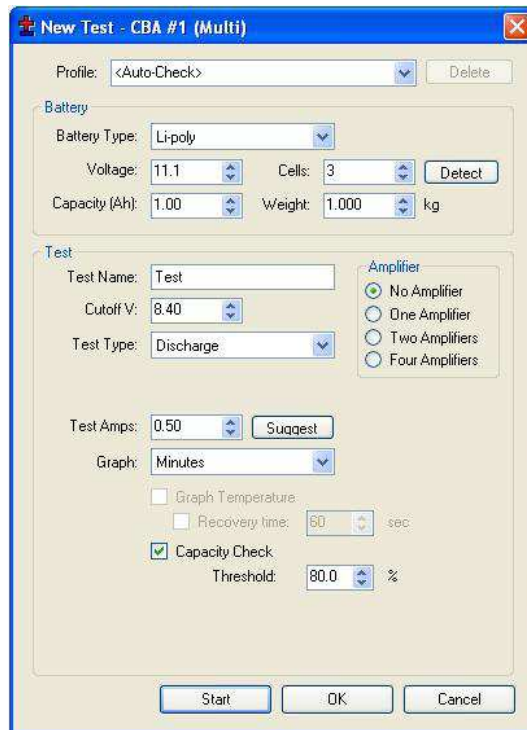 New Test - CBA #1 (Multi)
Profile: <Auto-Check> Delete
Battery
Battery Type: Li-poly
Voltage: 11.1 Cells: 3 Detect
Capacity (Ah): 1.00 Weight: 1.000 kg
Test
Test Name: Test
Cutoff V: 8.40
Test Type: Discharge
Amplifier
No Amplifier
One Amplifier
Two Amplifiers
Four Amplifiers
Test Amps: 0.50 Suggest
Graph: Minutes
Graph Temperature
Recovery time: 60 sec
Capacity Check
Threshold: 80.0 %
Start OK Cancel